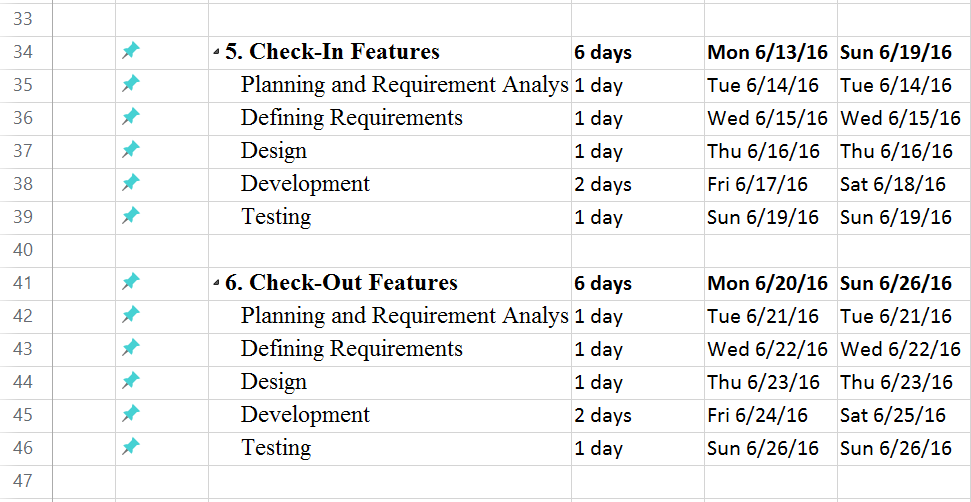 33
34 5. Check-In Features 6 days Mon 6/13/16 Sun 6/19/16
35 Planning and Requirement Analys 1 day Tue 6/14/16 Tue 6/14/16
36 Defining Requirements 1 day Wed 6/15/16 Wed 6/15/16
37 Design 1 day Thu 6/16/16 Thu 6/16/16
38 Development 2 days Fri 6/17/16 Sat 6/18/16
39 Testing 1 day Sun 6/19/16 Sun 6/19/16
40
41 6. Check-Out Features 6 days Mon 6/20/16 Sun 6/26/16
42 Planning and Requirement Analys 1 day Tue 6/21/16 Tue 6/21/16
43 Defining Requirements 1 day Wed 6/22/16 Wed 6/22/16
44 Design 1 day Thu 6/23/16 Thu 6/23/16
45 Development 2 days Fri 6/24/16 Sat 6/25/16
46 Testing 1 day Sun 6/26/16 Sun 6/26/16
47